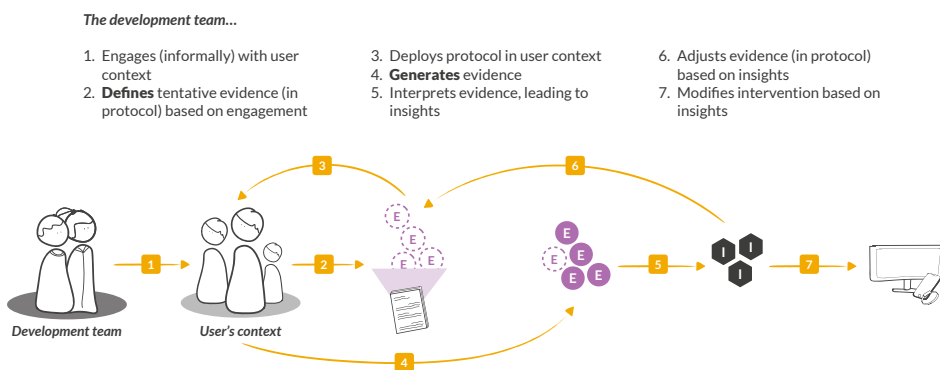 The development team...
1. Engages (informally) with user
context
2. Defines tentative evidence (in
protocol) based on engagement
3. Deploys protocol in user context
4. Generates evidence
5. Interprets evidence, leading to
insights
6. Adjusts evidence (in protocol)
based on insights
7. Modifies intervention based on
insights
3
6
E
E
E
E
E
E
E
E
E
I
I
I
1
2
5
7
Development team
User's context
4